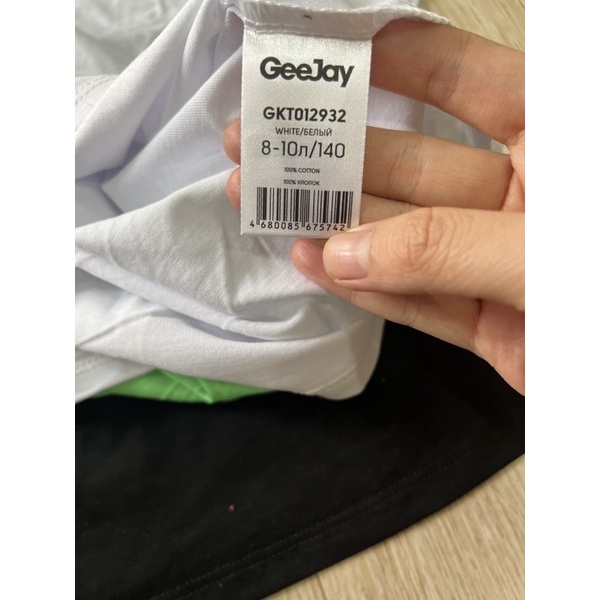 GeeJay
GKT012932
WHITE/БЕЛЫЙ
8-10л/140
100% COTTON
100% ХЛОПОК
4 680085 675742